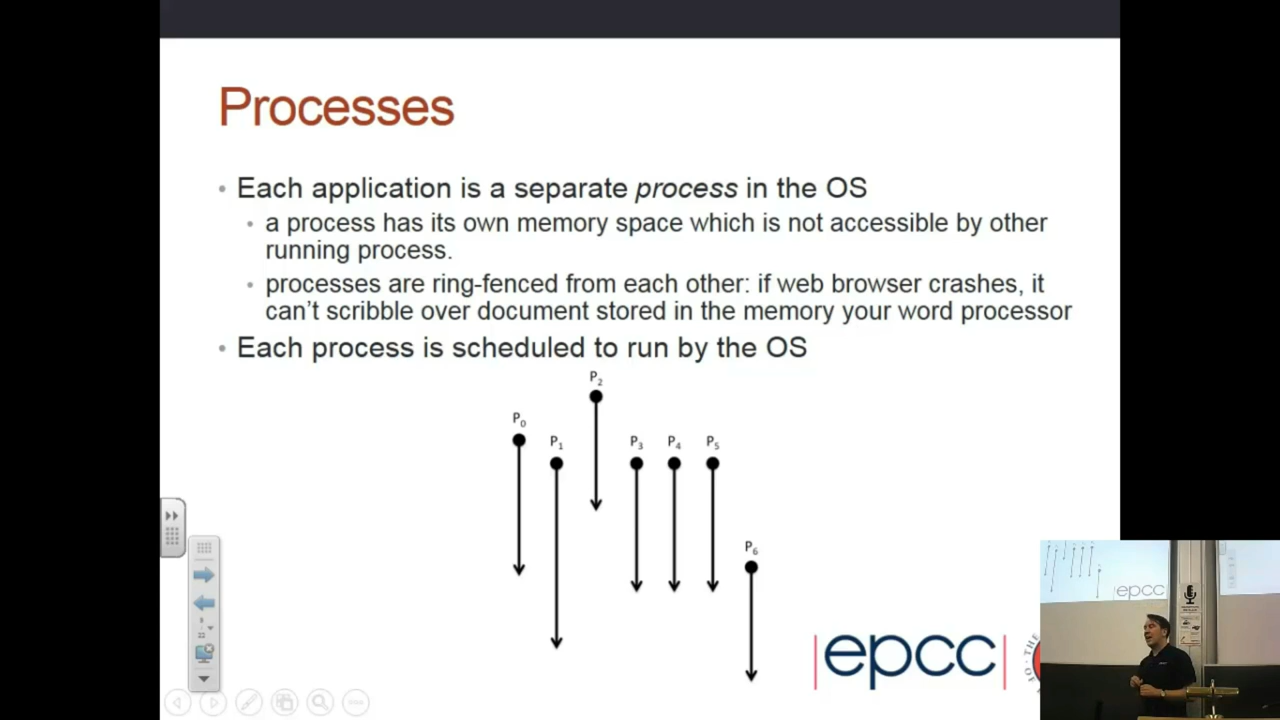 Processes
• Each application is a separate process in the OS
• a process has its own memory space which is not accessible by other
running process.
• processes are ring-fenced from each other: if web browser crashes, it
can't scribble over document stored in the memory your word processor
• Each process is scheduled to run by the OS
P2
P0
P1 P3 P4 P5
P6
epcc
epcc